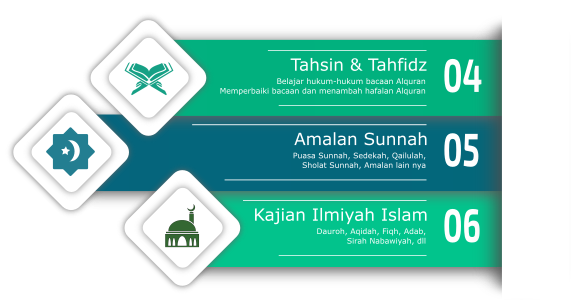 Tahsin & Tahfidz
Belajar hukum-hukum bacaan Alquran
Memperbaiki bacaan dan menambah hafalan Alquran
04
Amalan Sunnah
Puasa Sunnah, Sedekah, Qailulah,
Sholat Sunnah, Amalan lain nya
05
Kajian Ilmiyah Islam
Dauroh, Aqidah, Fiqh, Adab,
Sirah Nabawiyah, dll
06